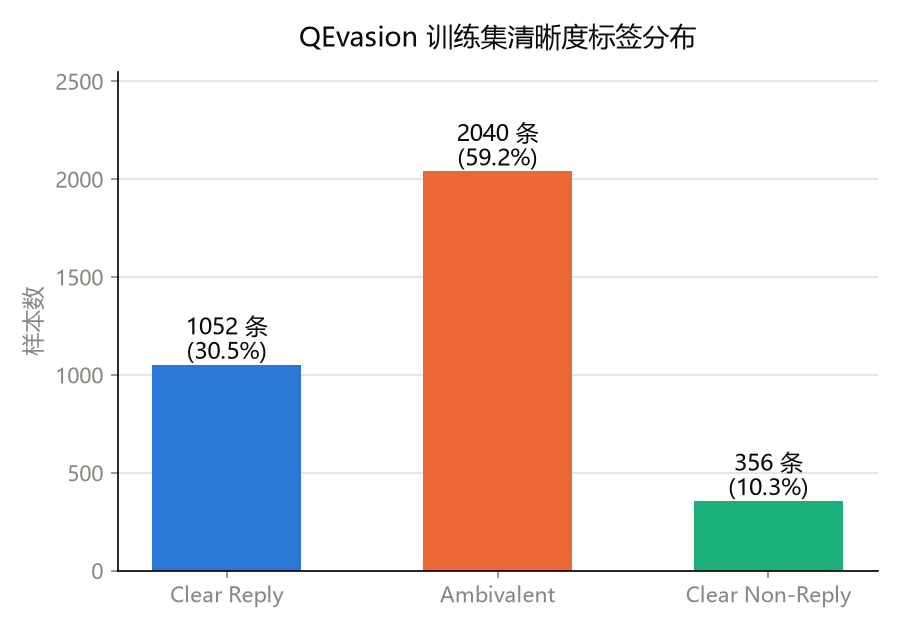 QEvasion 训练集清晰度标签分布
样本数
2500
2000
1500
1000
500
0
1052 条
(30.5%)
2040 条
(59.2%)
356 条
(10.3%)
Clear Reply
Ambivalent
Clear Non-Reply